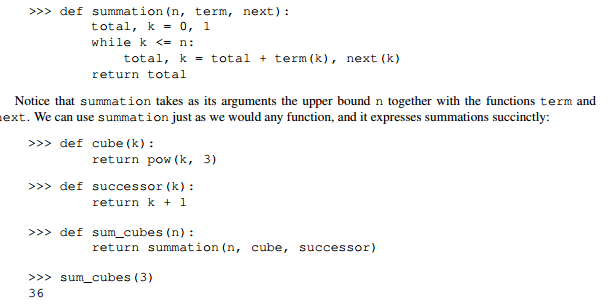 >>> def summation(n, term, next):
        total, k = 0, 1
        while k <= n:
            total, k = total + term(k), next(k)
        return total
Notice that summation takes as its arguments the upper bound n together with the functions term and
next. We can use summation just as we would any function, and it expresses summations succinctly:
>>> def cube(k):
        return pow(k, 3)
>>> def successor(k):
        return k + 1
>>> def sum_cubes(n):
        return summation(n, cube, successor)
>>> sum_cubes(3)
36